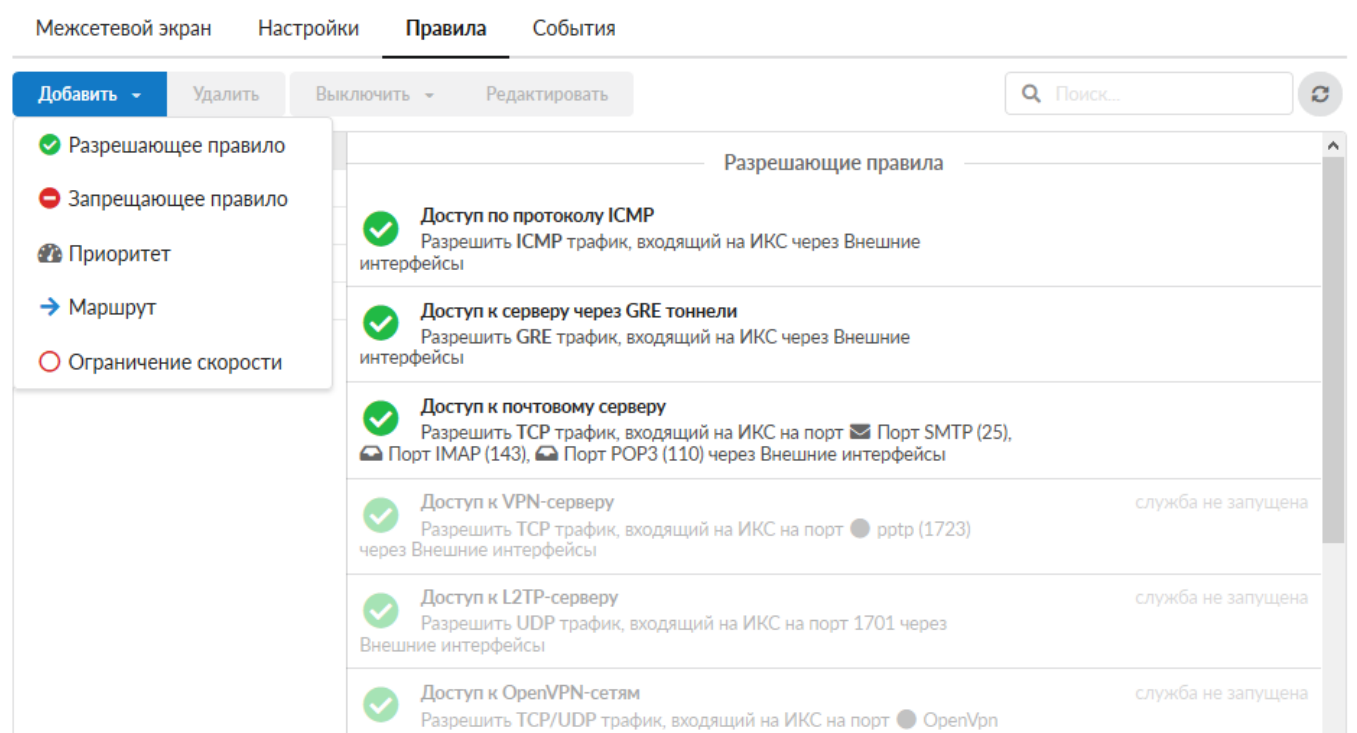 Межсетевой экран Настройки Правила События
Добавить Удалить Выключить Редактировать Поиск...
Разрешающее правило
Запрещающее правило
Приоритет
Маршрут
Ограничение скорости
Разрешающие правила
Доступ по протоколу ICMP
Разрешить ICMP трафик, входящий на ИКС через Внешние
интерфейсы
Доступ к серверу через GRE тоннели
Разрешить GRE трафик, входящий на ИКС через Внешние
интерфейсы
Доступ к почтовому серверу
Разрешить TCP трафик, входящий на ИКС на порт Порт SMTP (25),
Порт IMAP (143), Порт POP3 (110) через Внешние интерфейсы
Доступ к VPN-серверу служба не запущена
Разрешить TCP трафик, входящий на ИКС на порт pptp (1723)
через Внешние интерфейсы
Доступ к L2TP-серверу служба не запущена
Разрешить UDP трафик, входящий на ИКС на порт 1701 через
Внешние интерфейсы
Доступ к OpenVPN-сетям служба не запущена
Разрешить TCP/UDP трафик, входящий на ИКС на порт OpenVpn